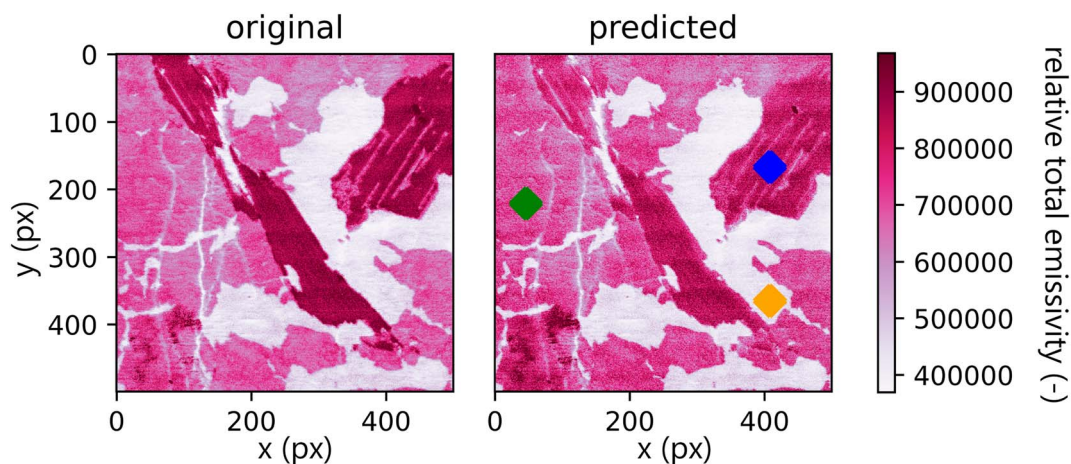 original
predicted
0
100
200
300
400
y (px)
0
200
400
x (px)
0
200
400
x (px)
900000
800000
700000
600000
500000
400000
relative total emissivity (-)